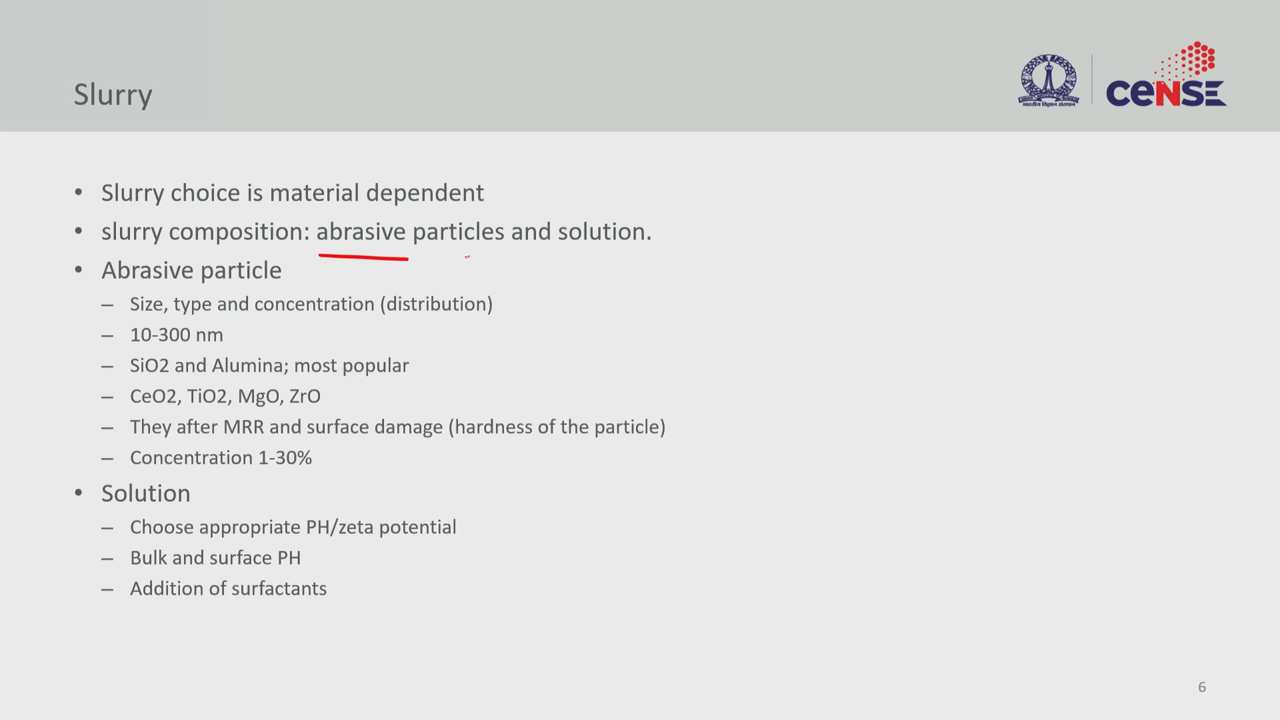 Slurry
ceNSE
• Slurry choice is material dependent
• slurry composition: abrasive particles and solution.
• Abrasive particle
– Size, type and concentration (distribution)
– 10-300 nm
– SiO2 and Alumina; most popular
– CeO2, TiO2, MgO, ZrO
– They after MRR and surface damage (hardness of the particle)
– Concentration 1-30%
• Solution
– Choose appropriate PH/zeta potential
– Bulk and surface PH
– Addition of surfactants
6